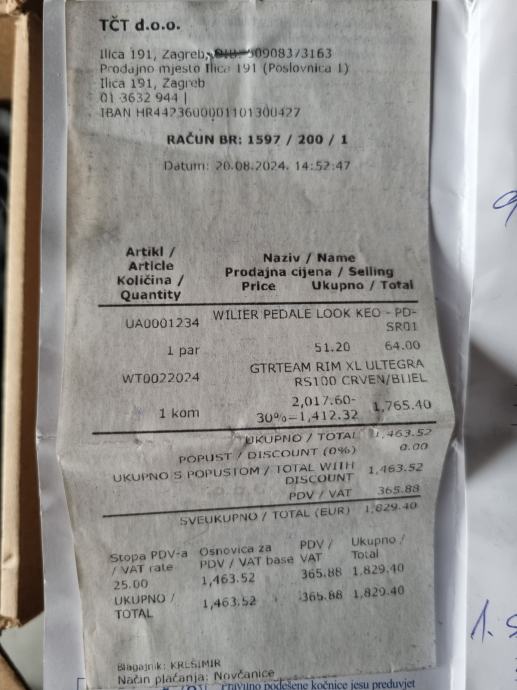 TČT d.o.o.
Ilica 191, Zagreb,
Prodajno mjesto Ilica 191 (Poslovnica 1)
Ilica 191, Zagreb
01 3632 944 |
IBAN HR4423600001101300427
RAČUN BR: 1597 / 200 / 1
Datum: 20.08.2024. 14:52:47
Artikl / Article
Količina / Quantity
Naziv / Name
Prodajna cijena / Selling Price
Ukupno / Total
UA0001234 WILIER PEDALE LOOK KEO - PD-SR01
1 par 51.20 64.00
WT0022024 GTRTEAM RIM XL ULTEGRA RS100 CRVEN/BIJEL
1 kom 2,017.60-30%=1,412.32 1,765.40
UKUPNO / TOTAL 1,463.52
POPUST / DISCOUNT (0%) 0.00
UKUPNO S POPUSTOM / TOTAL WITH DISCOUNT 1,463.52
PDV / VAT 365.88
SVEUKUPNO / TOTAL (EUR) 1,829.40
Stopa PDV-a / VAT rate
Osnovica za PDV / VAT base
PDV / VAT
Ukupno / Total
25.00 1,463.52 365.88 1,829.40
UKUPNO / TOTAL 1,463.52 365.88 1,829.40
Blagajnik: KREŠIMIR
Način plaćanja: Novčanice
podešene kočnice jesu preduvjet